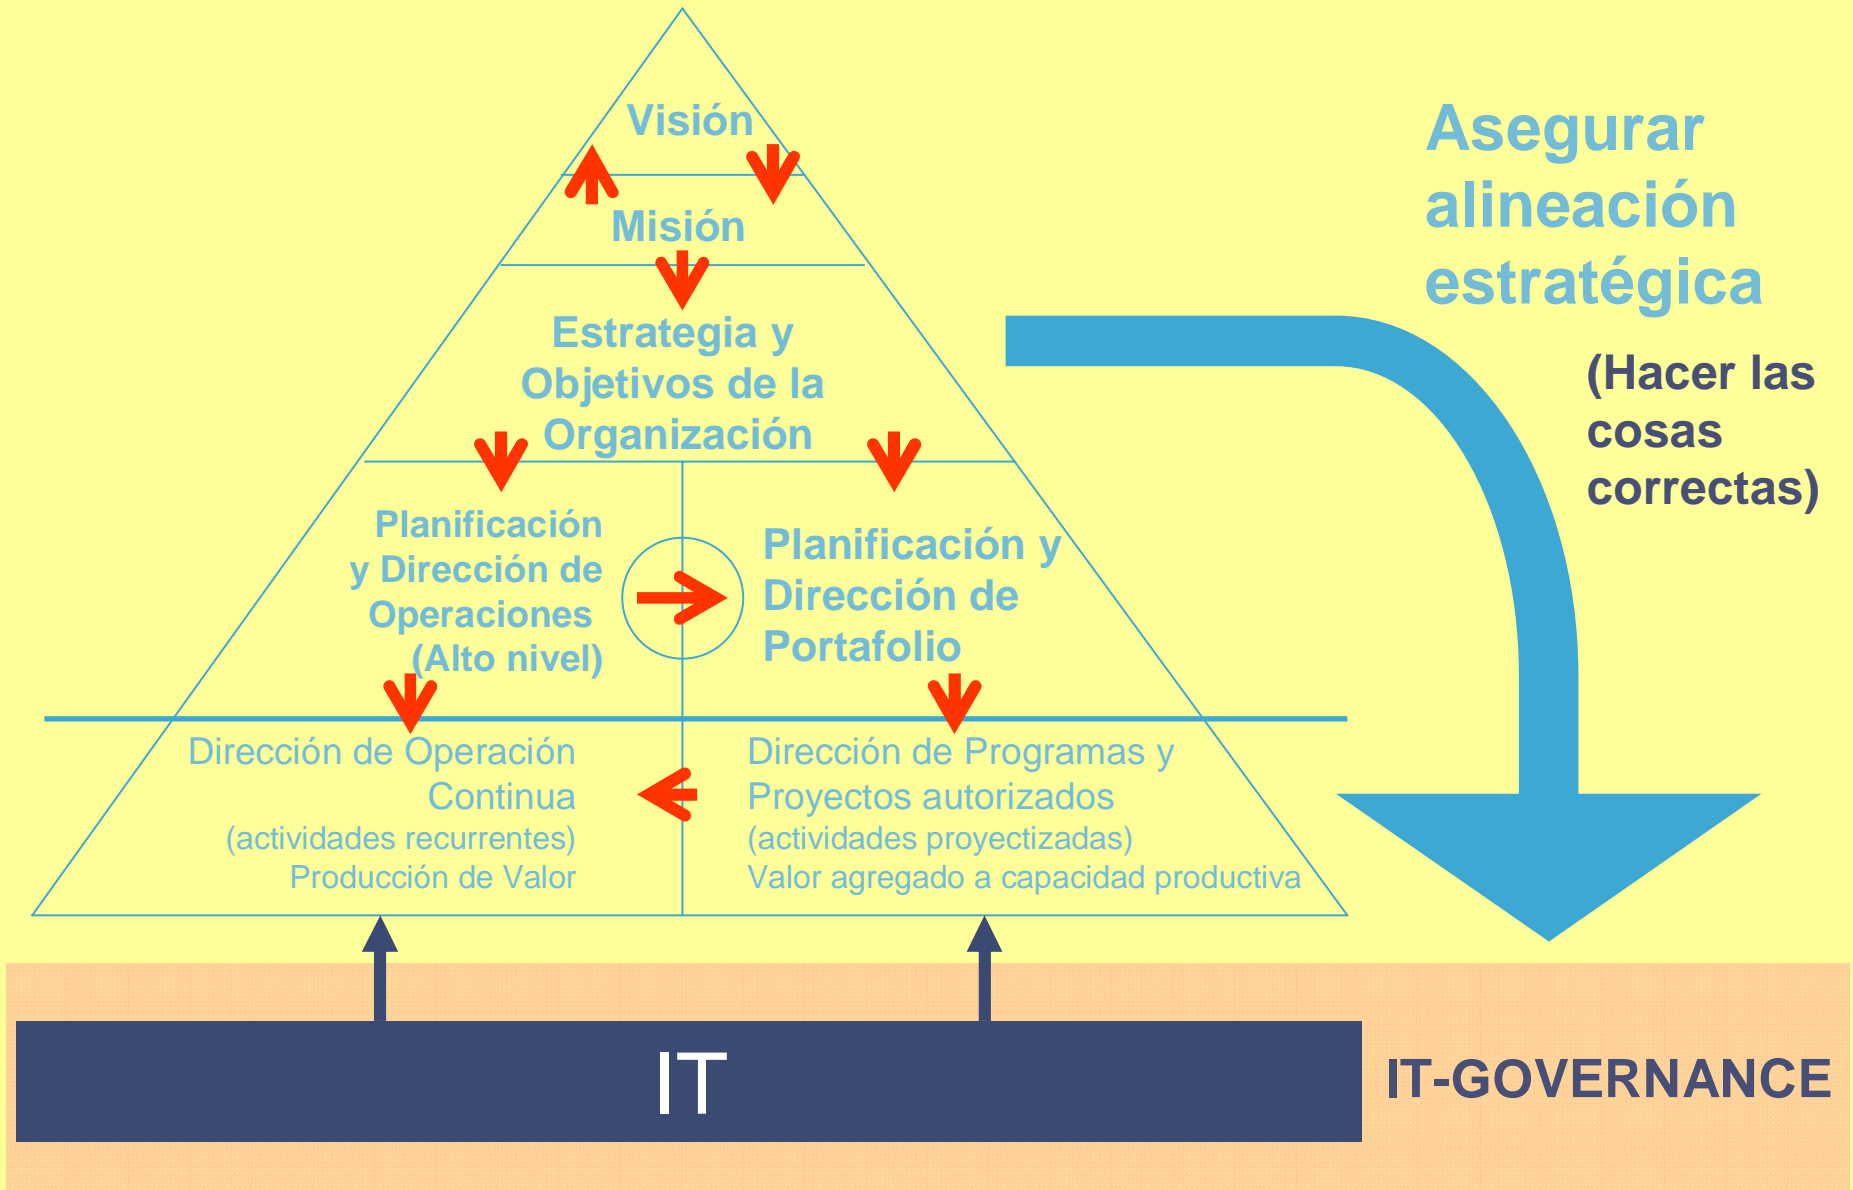 Visión
Misión
Estrategia y
Objetivos de la
Organización
Planificación
y Dirección de
Operaciones
(Alto nivel)
Planificación y
Dirección de
Portafolio
Dirección de Operación
Continua
(actividades recurrentes)
Producción de Valor
Dirección de Programas y
Proyectos autorizados
(actividades proyectizadas)
Valor agregado a capacidad productiva
Asegurar
alineación
estratégica
(Hacer las
cosas
correctas)
IT
IT-GOVERNANCE